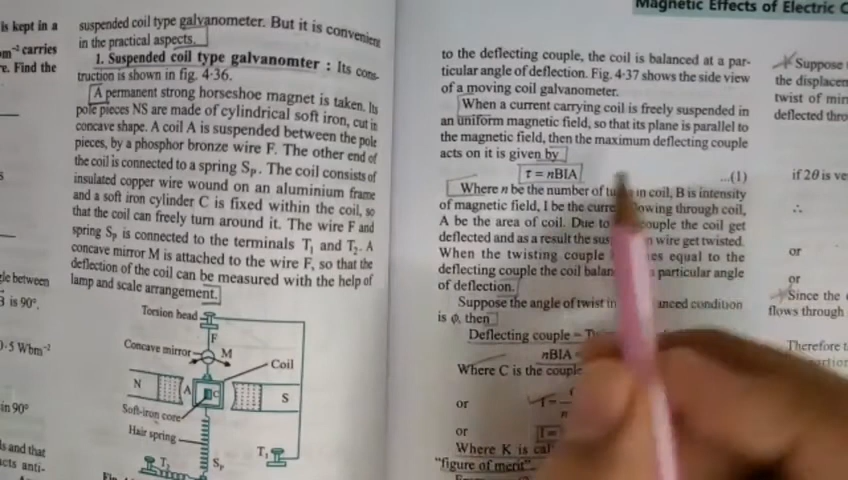 is kept in a
m⁻² carries
re. Find the
gle between
B is 90°.
0·5 Wbm⁻²
in 90°
ls and that
acts anti-
suspended coil type galvanometer. But it is convenient
in the practical aspects.
1. Suspended coil type galvanomter : Its cons-
truction is shown in fig. 4·36.
A permanent strong horseshoe magnet is taken. Its
pole pieces NS are made of cylindrical soft iron, cut in
concave shape. A coil A is suspended between the pole
pieces, by a phosphor bronze wire F. The other end of
the coil is connected to a spring Sₚ. The coil consists of
insulated copper wire wound on an aluminium frame
and a soft iron cylinder C is fixed within the coil, so
that the coil can freely turn around it. The wire F and
spring Sₚ is connected to the terminals T₁ and T₂. A
concave mirror M is attached to the wire F, so that the
deflection of the coil can be measured with the help of
lamp and scale arrangement.
Torsion head
F
Concave mirror
M
Coil
N
A
C
S
Soft-iron core
Hair spring
T₁
T₂
Sₚ
Magnetic Effects of Electric C
to the deflecting couple, the coil is balanced at a par-
ticular angle of deflection. Fig. 4·37 shows the side view
of a moving coil galvanometer.
When a current carrying coil is freely suspended in
an uniform magnetic field, so that its plane is parallel to
the magnetic field, then the maximum deflecting couple
acts on it is given by
τ = nBIA ...(1)
Where n be the number of in coil, B is intensity
of magnetic field, I be the flowing through coil,
A be the area of coil. Due to couple the coil get
deflected and as a result the wire get twisted.
When the twisting couple equal to the
deflecting couple the coil particular angle
of deflection.
Suppose the angle of twist in condition
is φ, then
Deflecting couple =
nBIA =
Where C is the couple
or I =
or I =
Where K is
"figure of merit"
Suppose
the displacem
twist of mir
deflected thro
if 2θ is ve
∴
or
or
Since the
flows through
Therefore t